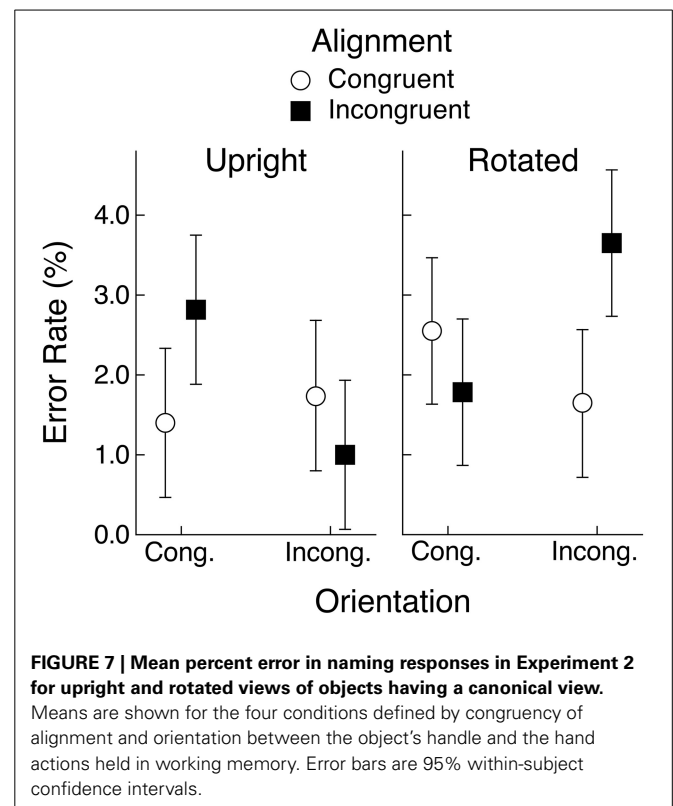 Alignment
Congruent
Incongruent
Upright
Rotated
Error Rate (%)
4.0
3.0
2.0
1.0
0.0
Cong.
Incong.
Cong.
Incong.
Orientation
FIGURE 7 | Mean percent error in naming responses in Experiment 2
for upright and rotated views of objects having a canonical view.
Means are shown for the four conditions defined by congruency of
alignment and orientation between the object's handle and the hand
actions held in working memory. Error bars are 95% within-subject
confidence intervals.